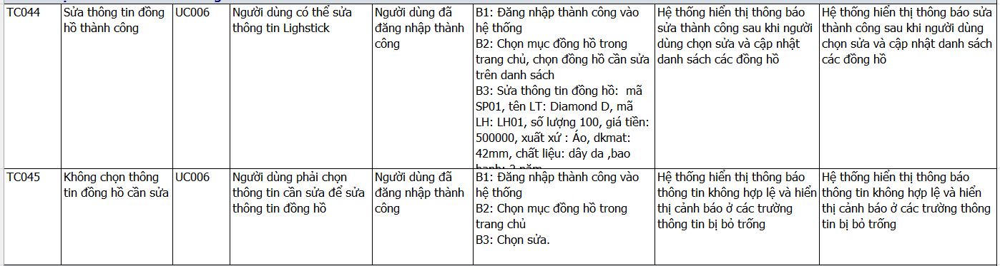 TC044
Sửa thông tin đồng
hồ thành công
UC006
Người dùng có thể sửa
thông tin Lighstick
Người dùng đã
đăng nhập thành
công
B1: Đăng nhập thành công vào
hệ thống
B2: Chọn mục đồng hồ trong
trang chủ, chọn đồng hồ cần sửa
trên danh sách
B3: Sửa thông tin đồng hồ:  mã
SP01, tên LT: Diamond D, mã
LH: LH01, số lượng 100, giá tiền:
500000, xuất xứ : Áo, dkmat:
42mm, chất liệu: dây da ,bao
Hệ thống hiển thị thông báo
sửa thành công sau khi người
dùng chọn sửa và cập nhật
danh sách các đồng hồ
Hệ thống hiển thị thông báo sửa
thành công sau khi người dùng
chọn sửa và cập nhật danh sách
các đồng hồ
TC045
Không chọn thông
tin đồng hồ cần sửa
UC006
Người dùng phải chọn
thông tin cần sửa để sửa
thông tin đồng hồ
Người dùng đã
đăng nhập thành
công
B1: Đăng nhập thành công vào
hệ thống
B2: Chọn mục đồng hồ trong
trang chủ
B3: Chọn sửa.
Hệ thống hiển thị thông báo
thông tin không hợp lệ và hiển
thị cảnh báo ở các trường
thông tin bị bỏ trống
Hệ thống hiển thị thông báo
thông tin không hợp lệ và hiển
thị cảnh báo ở các trường thông
tin bị bỏ trống